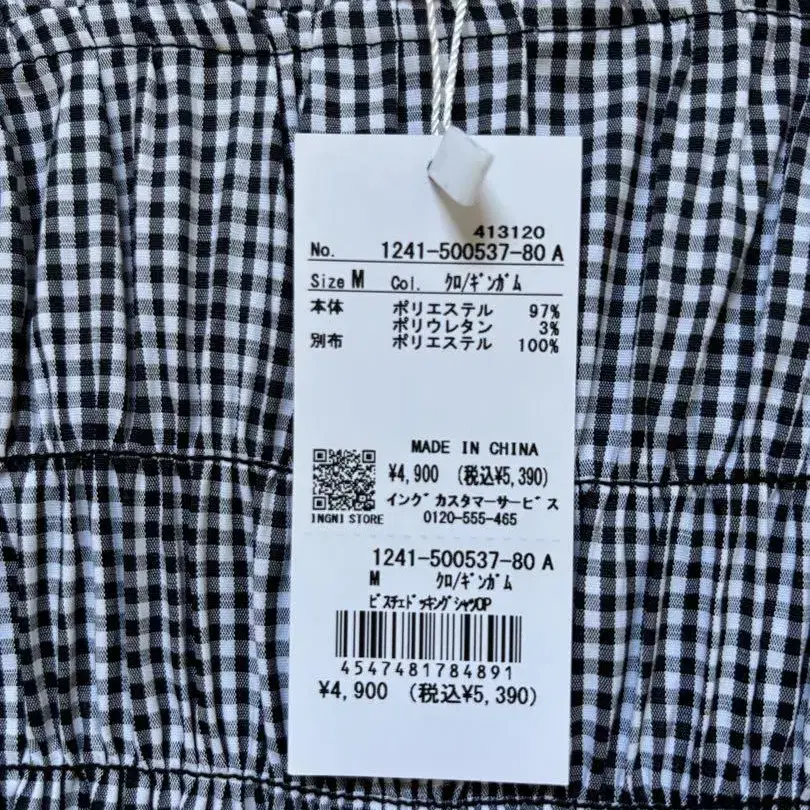 413120
No. 1241-500537-80 A
Size M Col. ｸﾛ/ｷﾞﾝｶﾞﾑ
本体 ポリエステル 97%
ポリウレタン 3%
別布 ポリエステル 100%
MADE IN CHINA
¥4,900 (税込¥5,390)
イングカスタマーサービス
INGNI STORE 0120-555-465
1241-500537-80 A
M ｸﾛ/ｷﾞﾝｶﾞﾑ
ﾋﾞｽﾁｪﾄﾞｯｷﾝｸﾞｼｬﾂOP
4547481784891
¥4,900 (税込¥5,390)